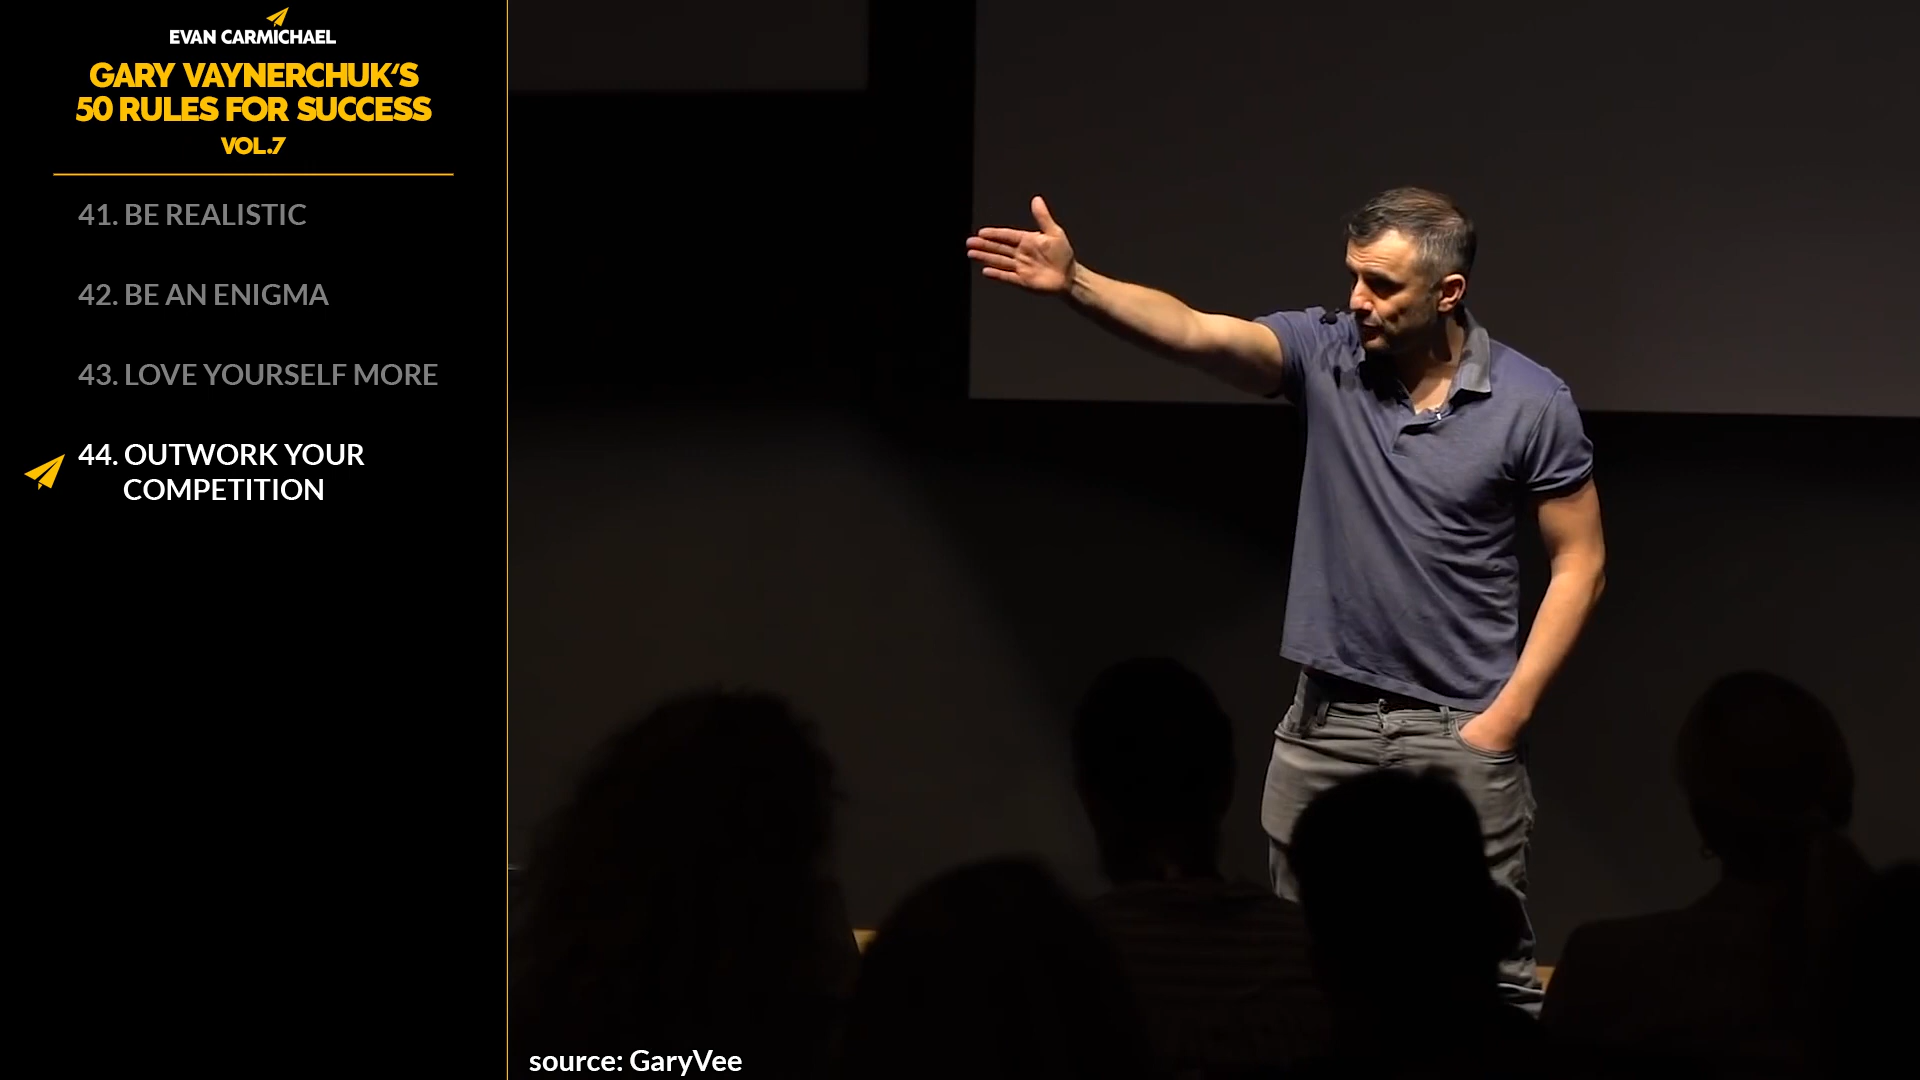 EVAN CARMICHAEL
GARY VAYNERCHUK'S
50 RULES FOR SUCCESS
VOL.7
41. BE REALISTIC
42. BE AN ENIGMA
43. LOVE YOURSELF MORE
44. OUTWORK YOUR
COMPETITION
source: GaryVee